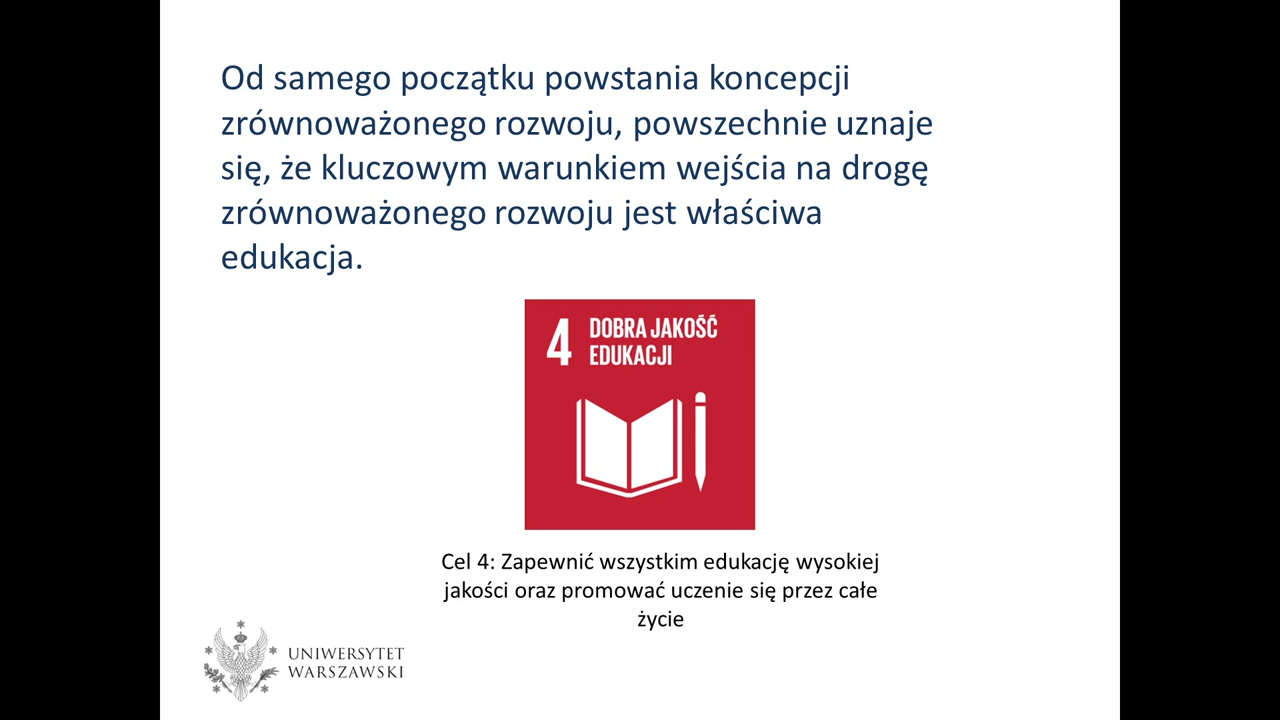 Od samego początku powstania koncepcji
zrównoważonego rozwoju, powszechnie uznaje
się, że kluczowym warunkiem wejścia na drogę
zrównoważonego rozwoju jest właściwa
edukacja.
4 DOBRA JAKOŚĆ
EDUKACJI
Cel 4: Zapewnić wszystkim edukację wysokiej
jakości oraz promować uczenie się przez całe
życie
UNIWERSYTET
WARSZAWSKI